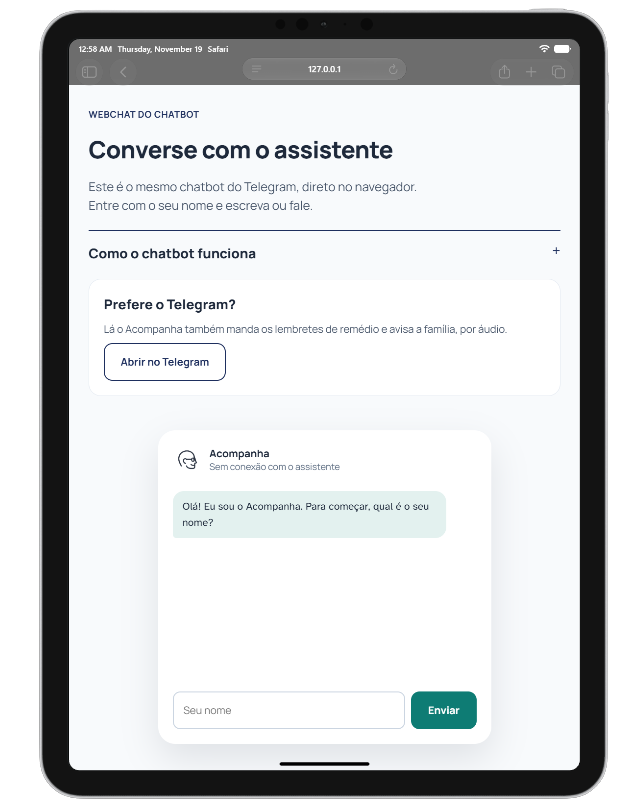 12:58 AM Thursday, November 19 Safari
127.0.0.1
WEBCHAT DO CHATBOT
Converse com o assistente
Este é o mesmo chatbot do Telegram, direto no navegador.
Entre com o seu nome e escreva ou fale.
Como o chatbot funciona +
Prefere o Telegram?
Lá o Acompanha também manda os lembretes de remédio e avisa a família, por áudio.
Abrir no Telegram
Acompanha
Sem conexão com o assistente
Olá! Eu sou o Acompanha. Para começar, qual é o seu
nome?
Seu nome
Enviar